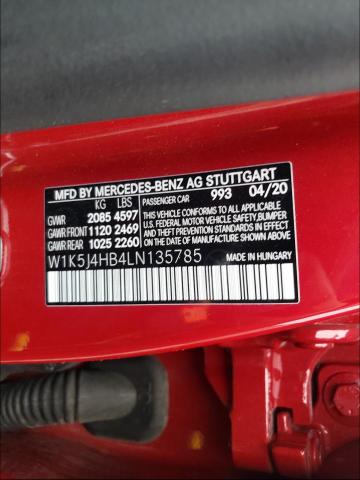 MFD BY MERCEDES-BENZ AG STUTTGART
KG LBS PASSENGER CAR 993 04/20
GVWR 2085 4597
GAWR FRONT 1120 2469
GAWR REAR 1025 2260
THIS VEHICLE CONFORMS TO ALL APPLICABLE U.S. FEDERAL MOTOR VEHICLE SAFETY, BUMPER AND THEFT PREVENTION STANDARDS IN EFFECT ON THE DATE OF MANUFACTURE SHOWN ABOVE.
W1K5J4HB4LN135785 MADE IN HUNGARY